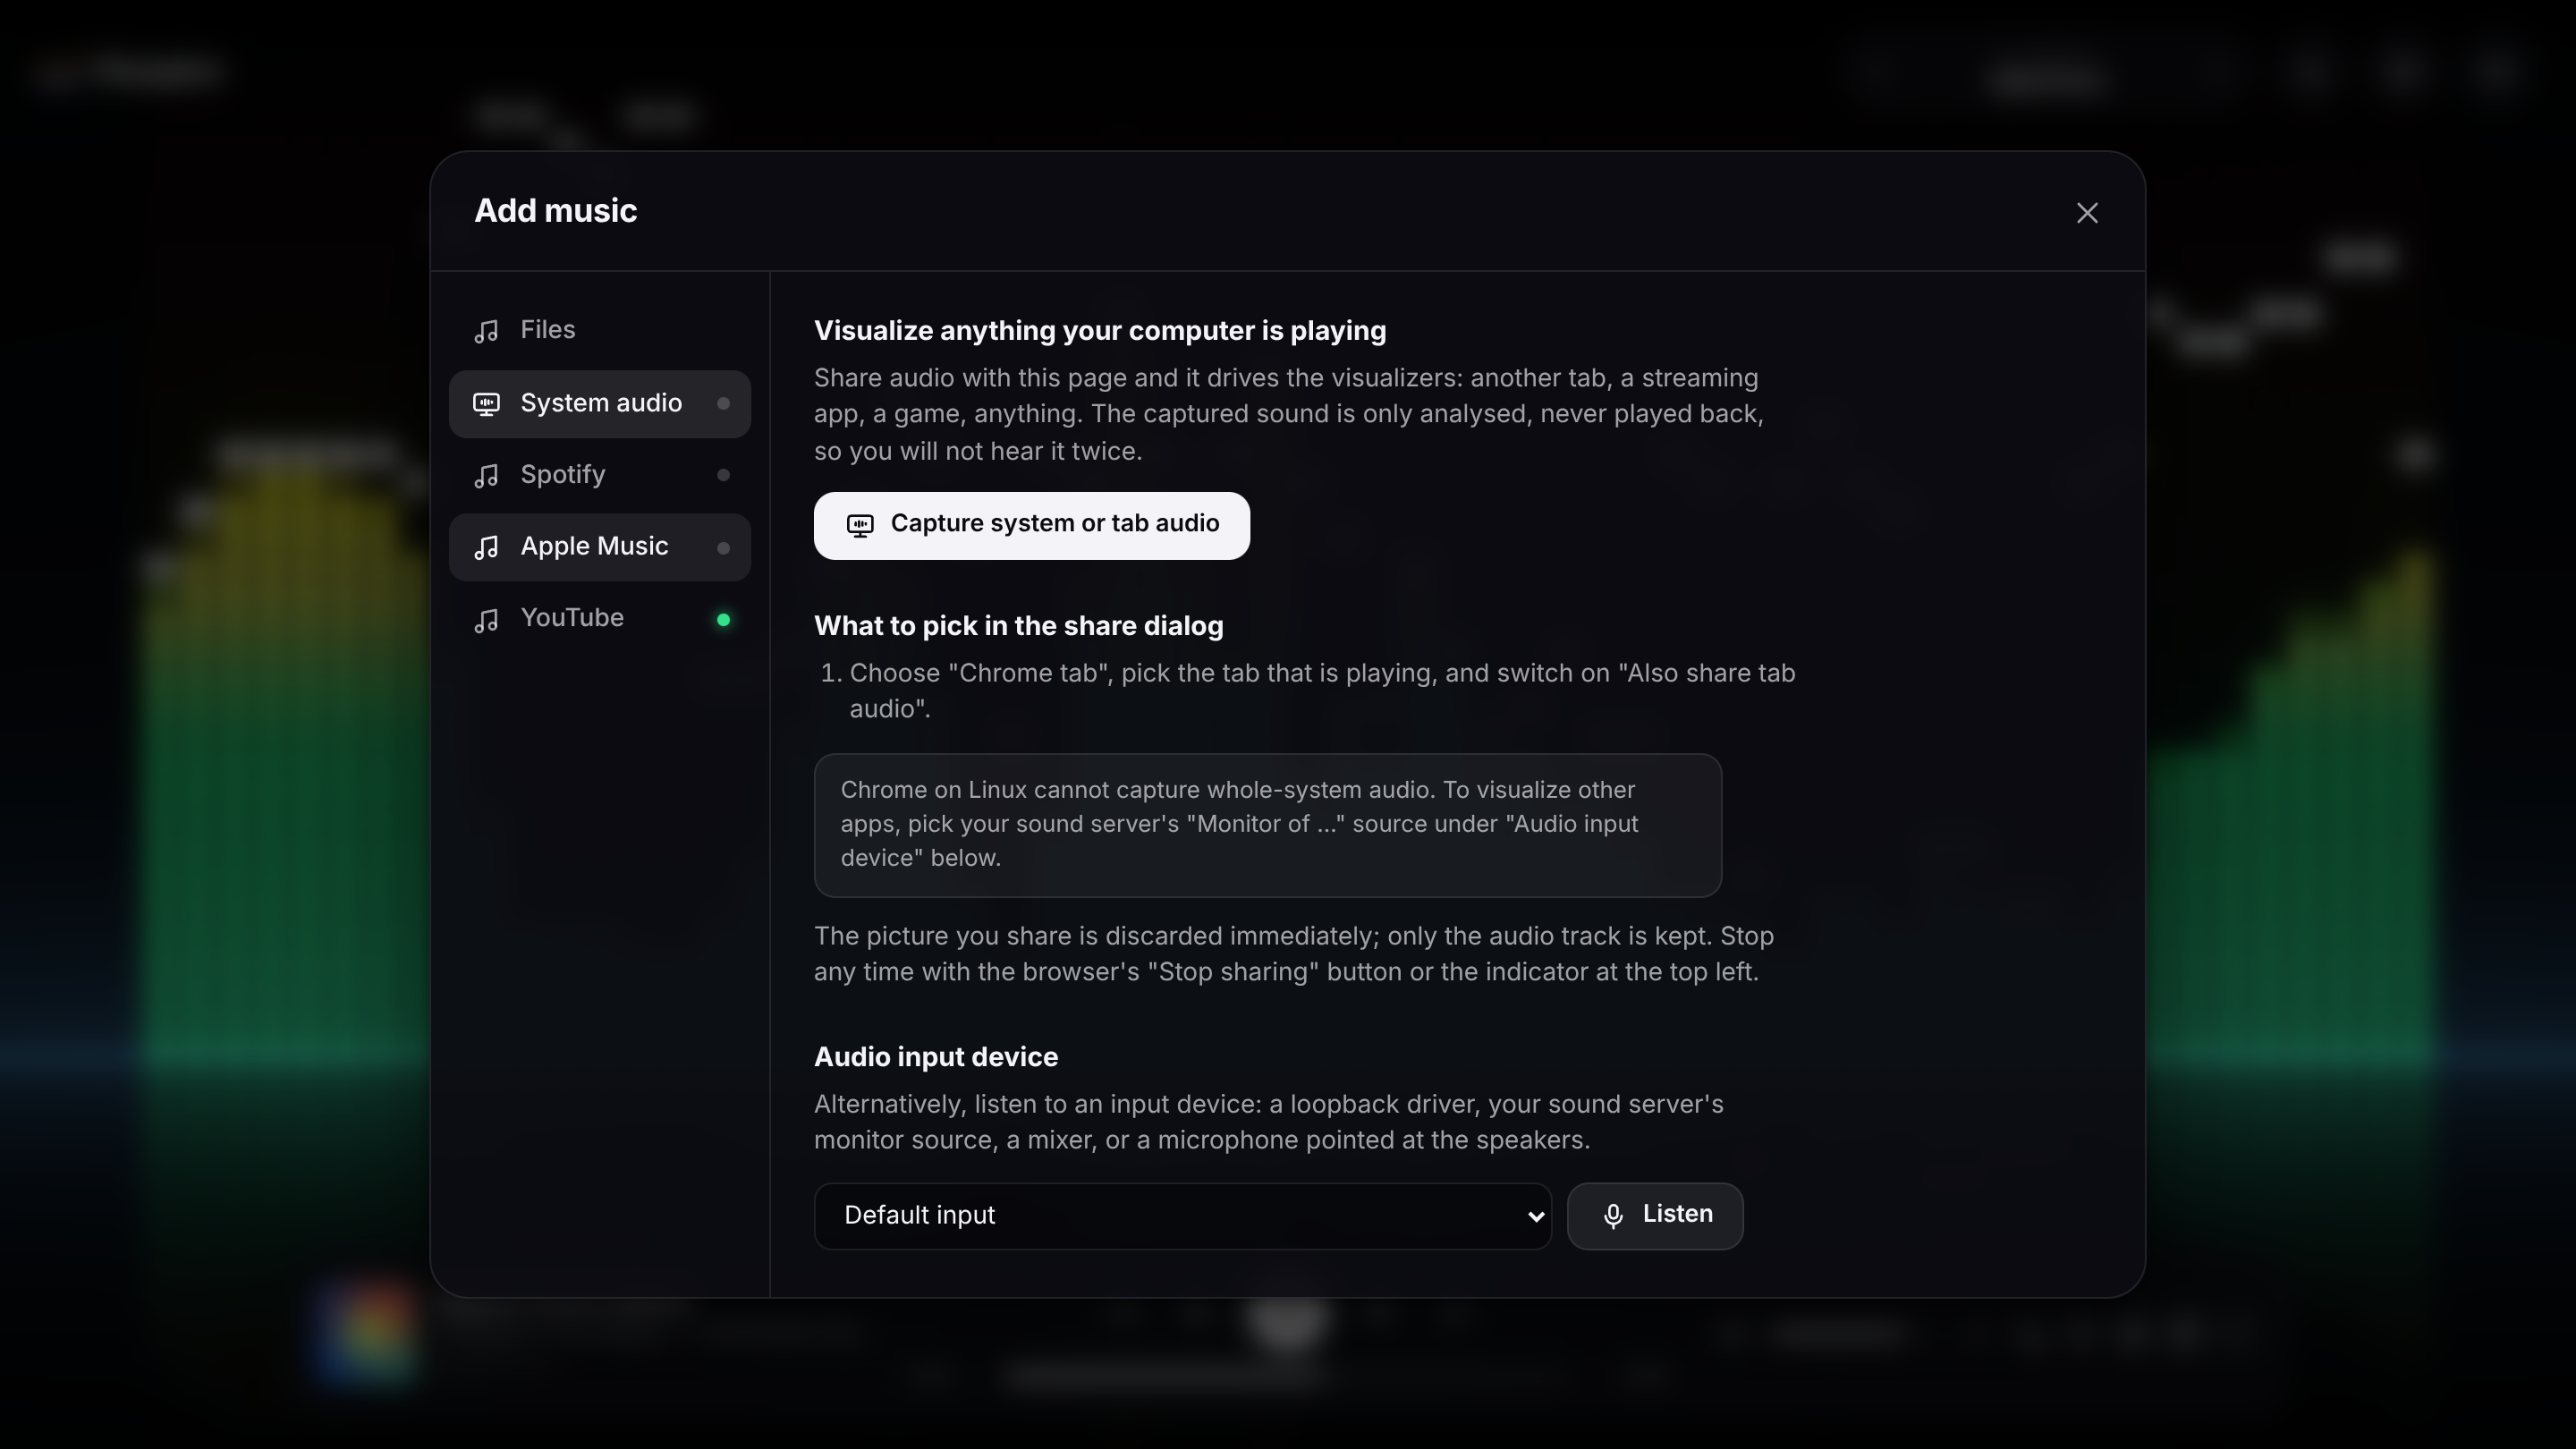 Add music
Files
System audio
Spotify
Apple Music
YouTube
Visualize anything your computer is playing
Share audio with this page and it drives the visualizers: another tab, a streaming
app, a game, anything. The captured sound is only analysed, never played back,
so you will not hear it twice.
Capture system or tab audio
What to pick in the share dialog
1. Choose "Chrome tab", pick the tab that is playing, and switch on "Also share tab
audio".
Chrome on Linux cannot capture whole-system audio. To visualize other
apps, pick your sound server's "Monitor of ..." source under "Audio input
device" below.
The picture you share is discarded immediately; only the audio track is kept. Stop
any time with the browser's "Stop sharing" button or the indicator at the top left.
Audio input device
Alternatively, listen to an input device: a loopback driver, your sound server's
monitor source, a mixer, or a microphone pointed at the speakers.
Default input
Listen